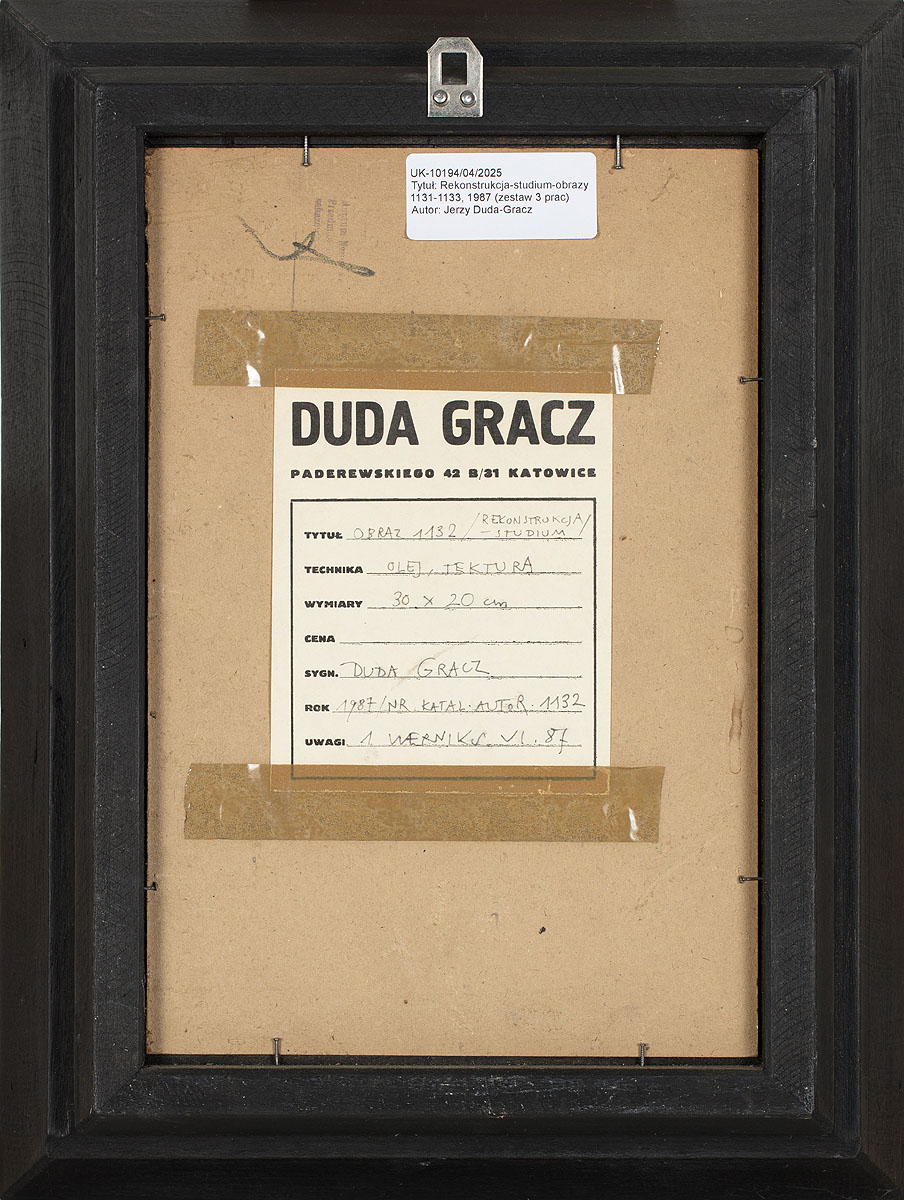 UK-10194/04/2025
Tytuł: Rekonstrukcja-studium-obrazy
1131-1133, 1987 (zestaw 3 prac)
Autor: Jerzy Duda-Gracz
DUDA GRACZ
PADEREWSKIEGO 42 B/31 KATOWICE
TYTUŁ OBRAZ 1132 /REKONSTRUKCJA/
- STUDIUM
TECHNIKA OLEJ, TEKTURA
WYMIARY 30 x 20 cm
CENA
SYGN. DUDA GRACZ
ROK 1987/NR KATAL. AUTOR. 1132
UWAGI 1 WERNIKS. VI. 87